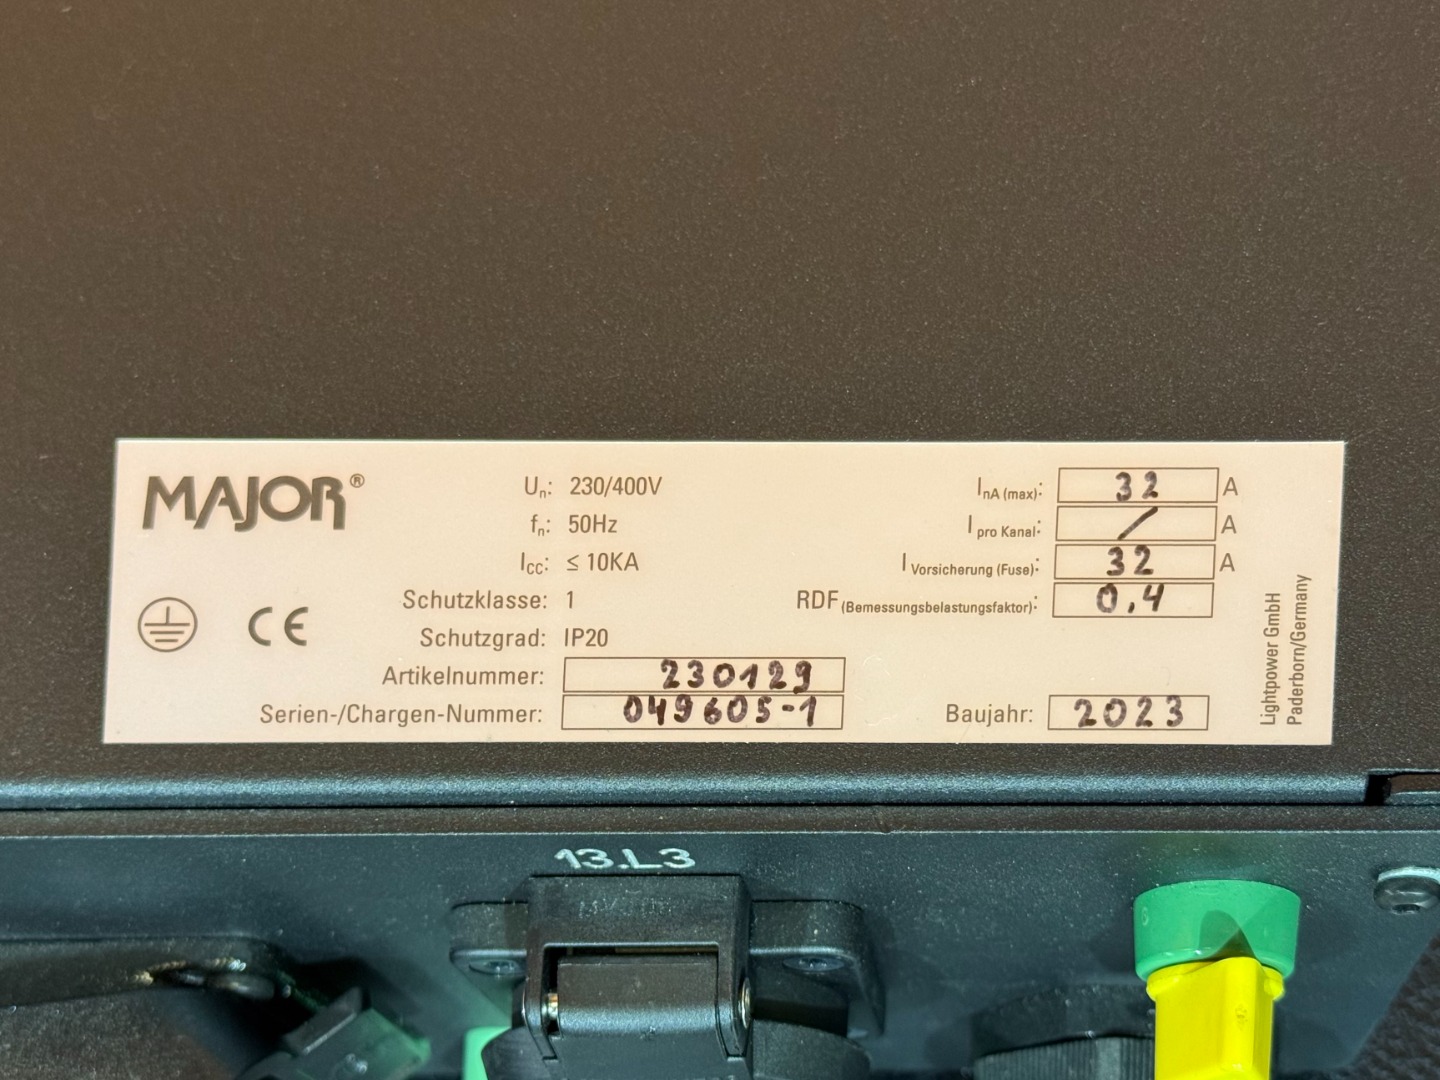 MAJOR®
Un: 230/400V
fn: 50Hz
ICC: ≤ 10KA
Schutzklasse: 1
Schutzgrad: IP20
Artikelnummer: 230129
Serien-/Chargen-Nummer: 049605-1
InA (max): 32 A
I pro Kanal: / A
I Vorsicherung (Fuse): 32 A
RDF (Bemessungsbelastungsfaktor): 0.4
Baujahr: 2023
CE
Lightpower GmbH
Paderborn/Germany
13.L3